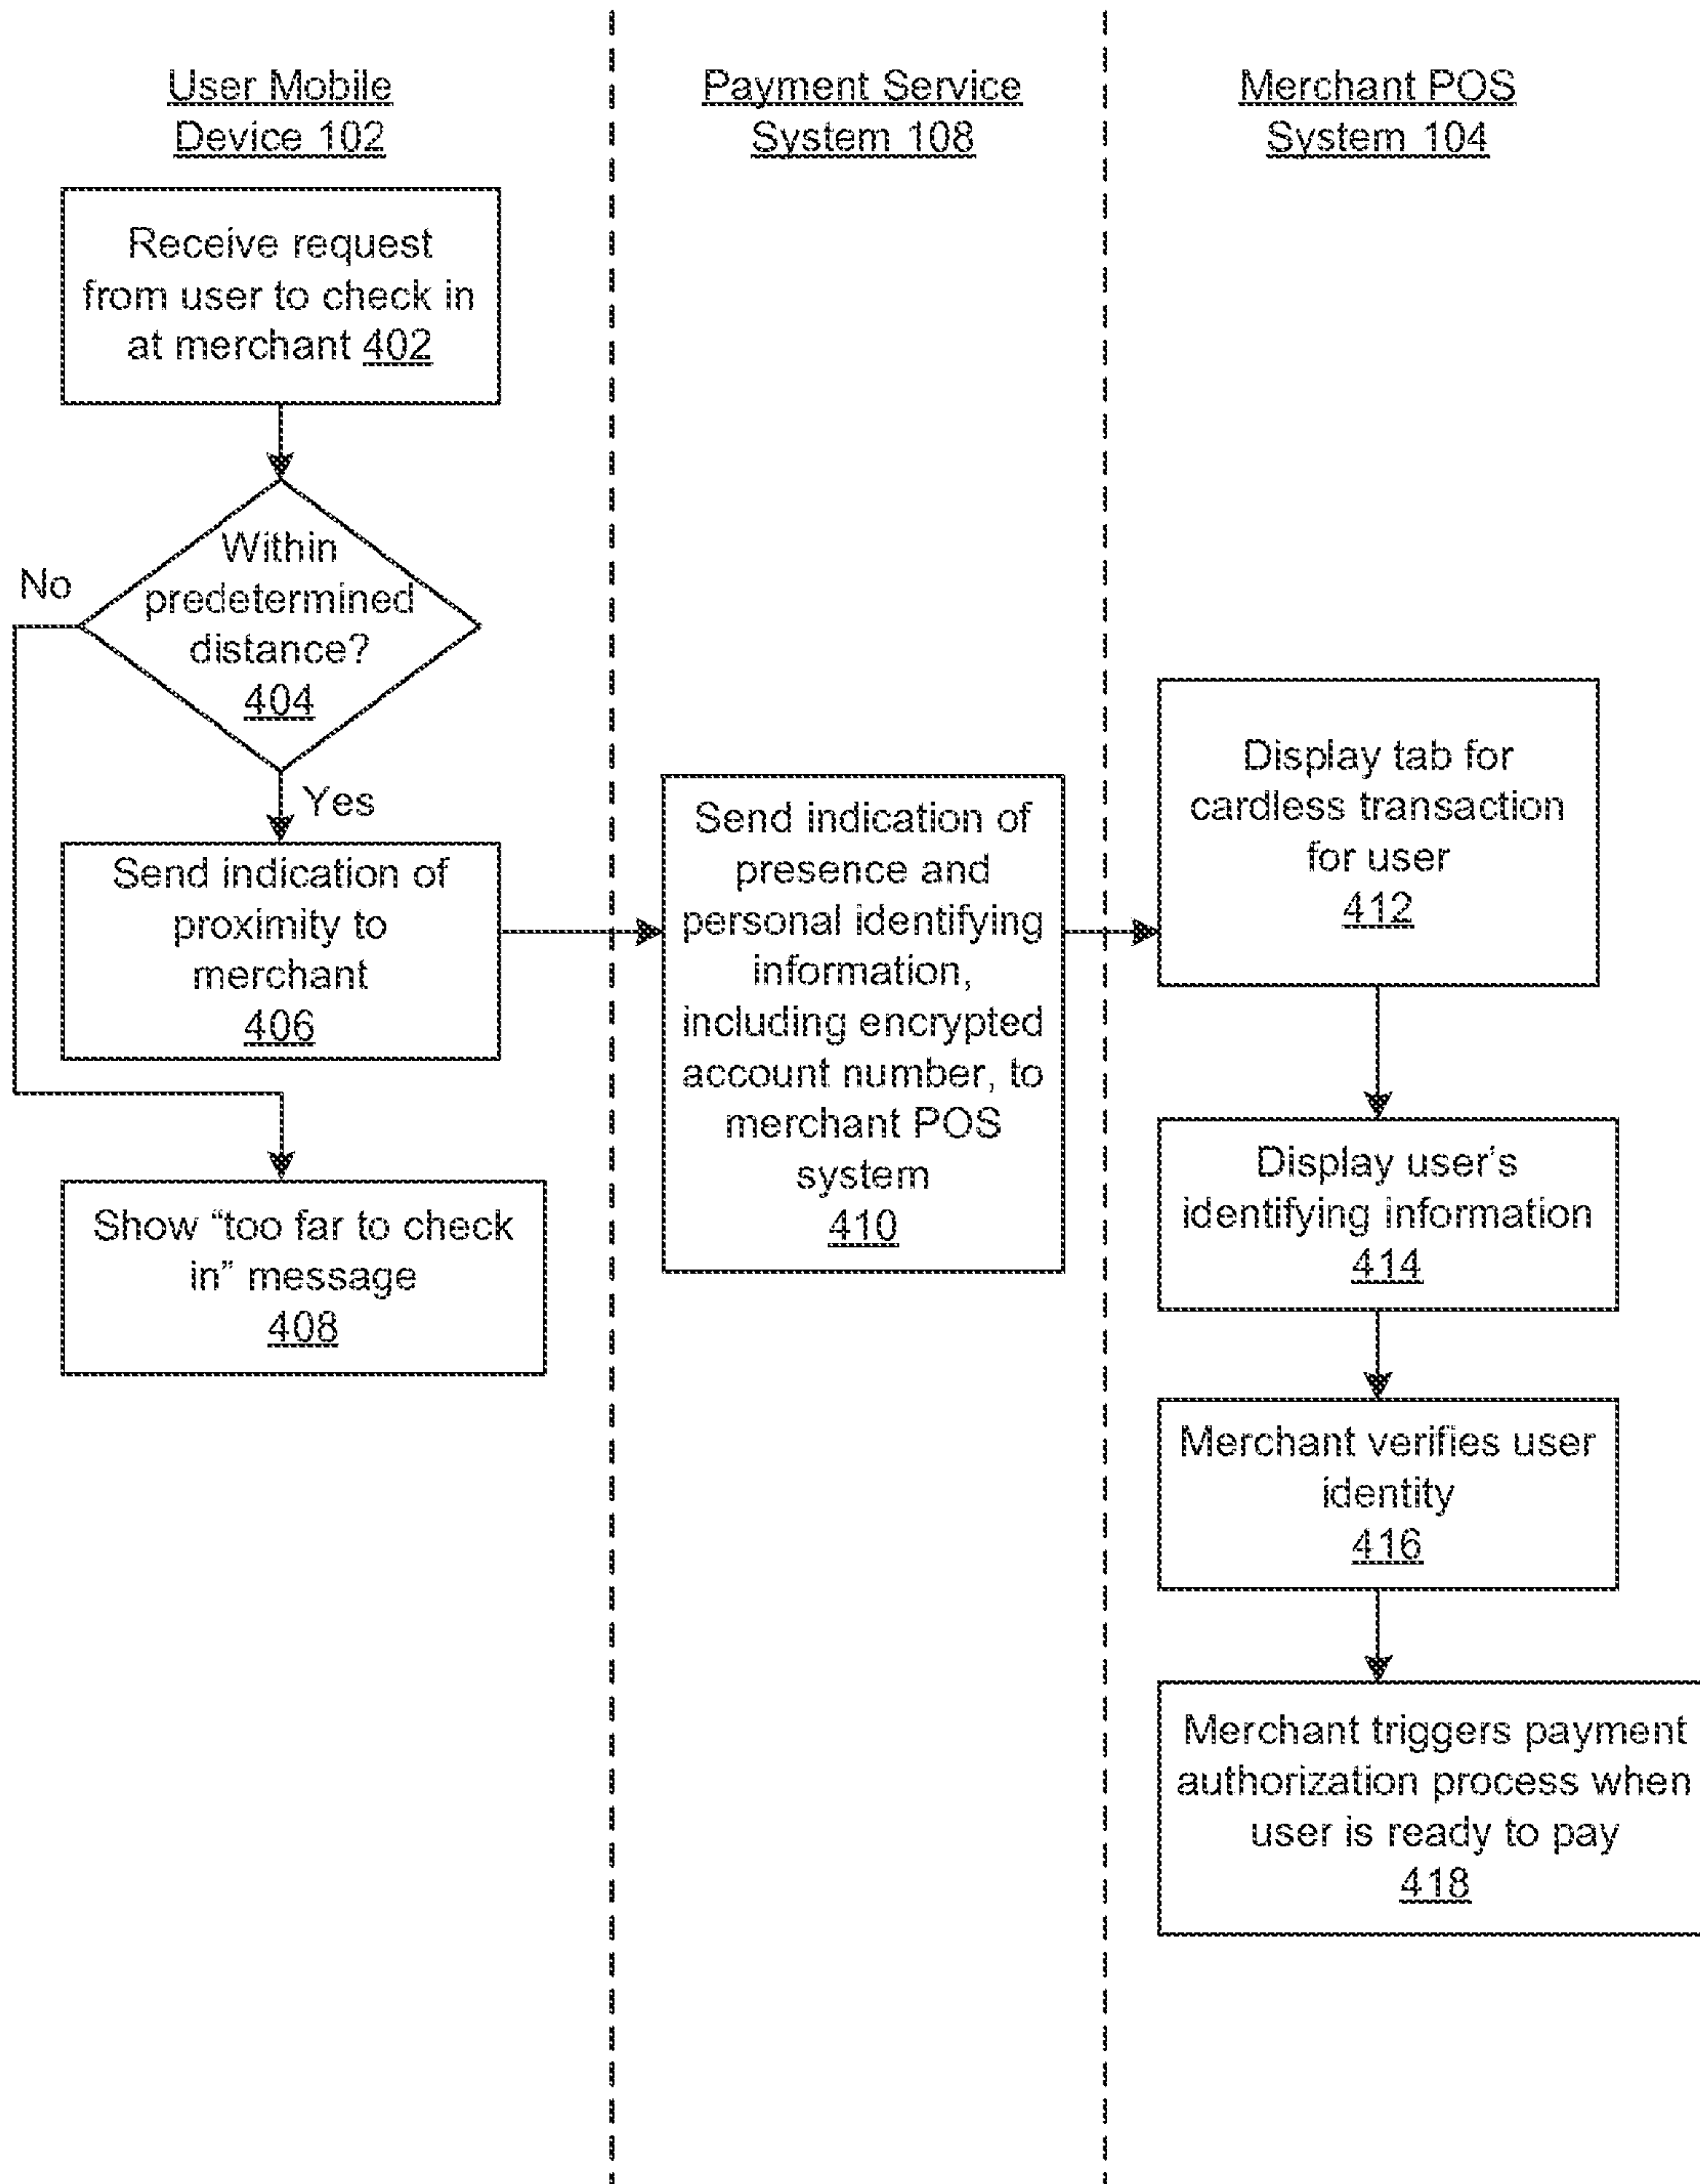 User Mobile
Device 102
Payment Service
System 108
Merchant POS
System 104
Receive request
from user to check in
at merchant 402
Within
predetermined
distance?
404
No
Yes
Send indication of
proximity to
merchant
406
Show “too far to check
in” message
408
Send indication of
presence and
personal identifying
information,
including encrypted
account number, to
merchant POS
system
410
Display tab for
cardless transaction
for user
412
Display user’s
identifying information
414
Merchant verifies user
identity
416
Merchant triggers payment
authorization process when
user is ready to pay
418